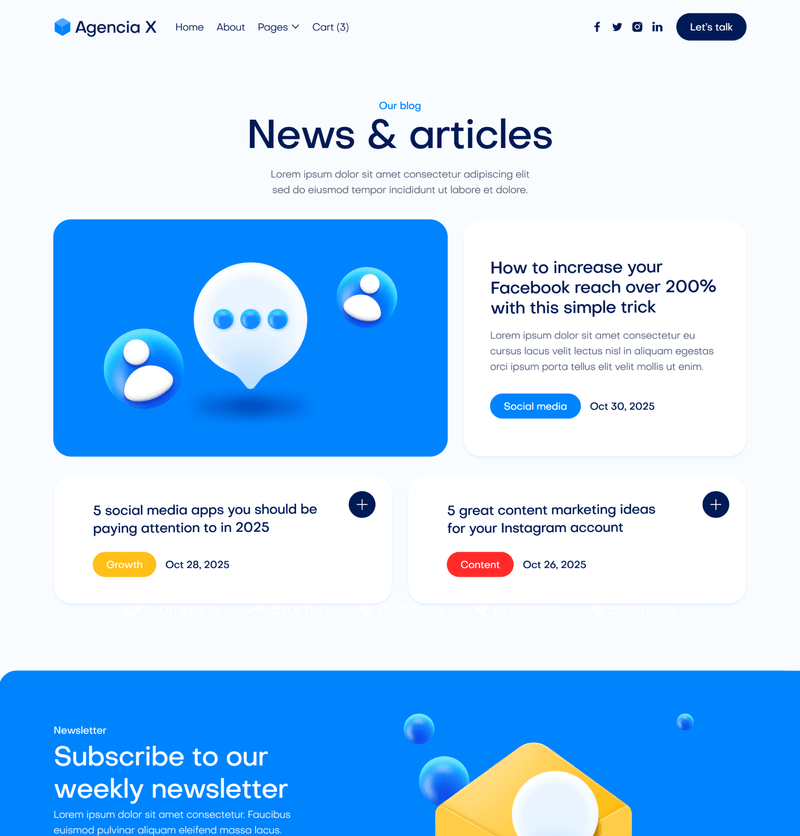 Agencia X
Home
About
Pages
Cart (3)
Let's talk
Our blog
News & articles
Lorem ipsum dolor sit amet consectetur adipiscing elit
sed do eiusmod tempor incididunt ut labore et dolore.
How to increase your
Facebook reach over 200%
with this simple trick
Lorem ipsum dolor sit amet consectetur eu
cursus lacus velit lectus nisl in aliquam egestas
orci ipsum porta tellus elit velit mollis ut enim.
Social media
Oct 30, 2025
5 social media apps you should be
paying attention to in 2025
Growth
Oct 28, 2025
5 great content marketing ideas
for your Instagram account
Content
Oct 26, 2025
Newsletter
Subscribe to our
weekly newsletter
Lorem ipsum dolor sit amet consectetur. Faucibus
euismod pulvinar aliquam eleifend massa lacus.